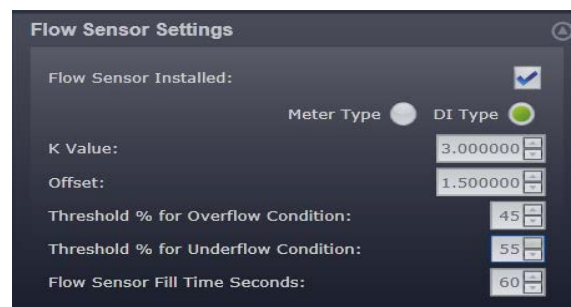 Flow Sensor Settings
Flow Sensor Installed:
Meter Type DI Type
K Value: 3.000000
Offset: 1.500000
Threshold % for Overflow Condition: 45
Threshold % for Underflow Condition: 55
Flow Sensor Fill Time Seconds: 60